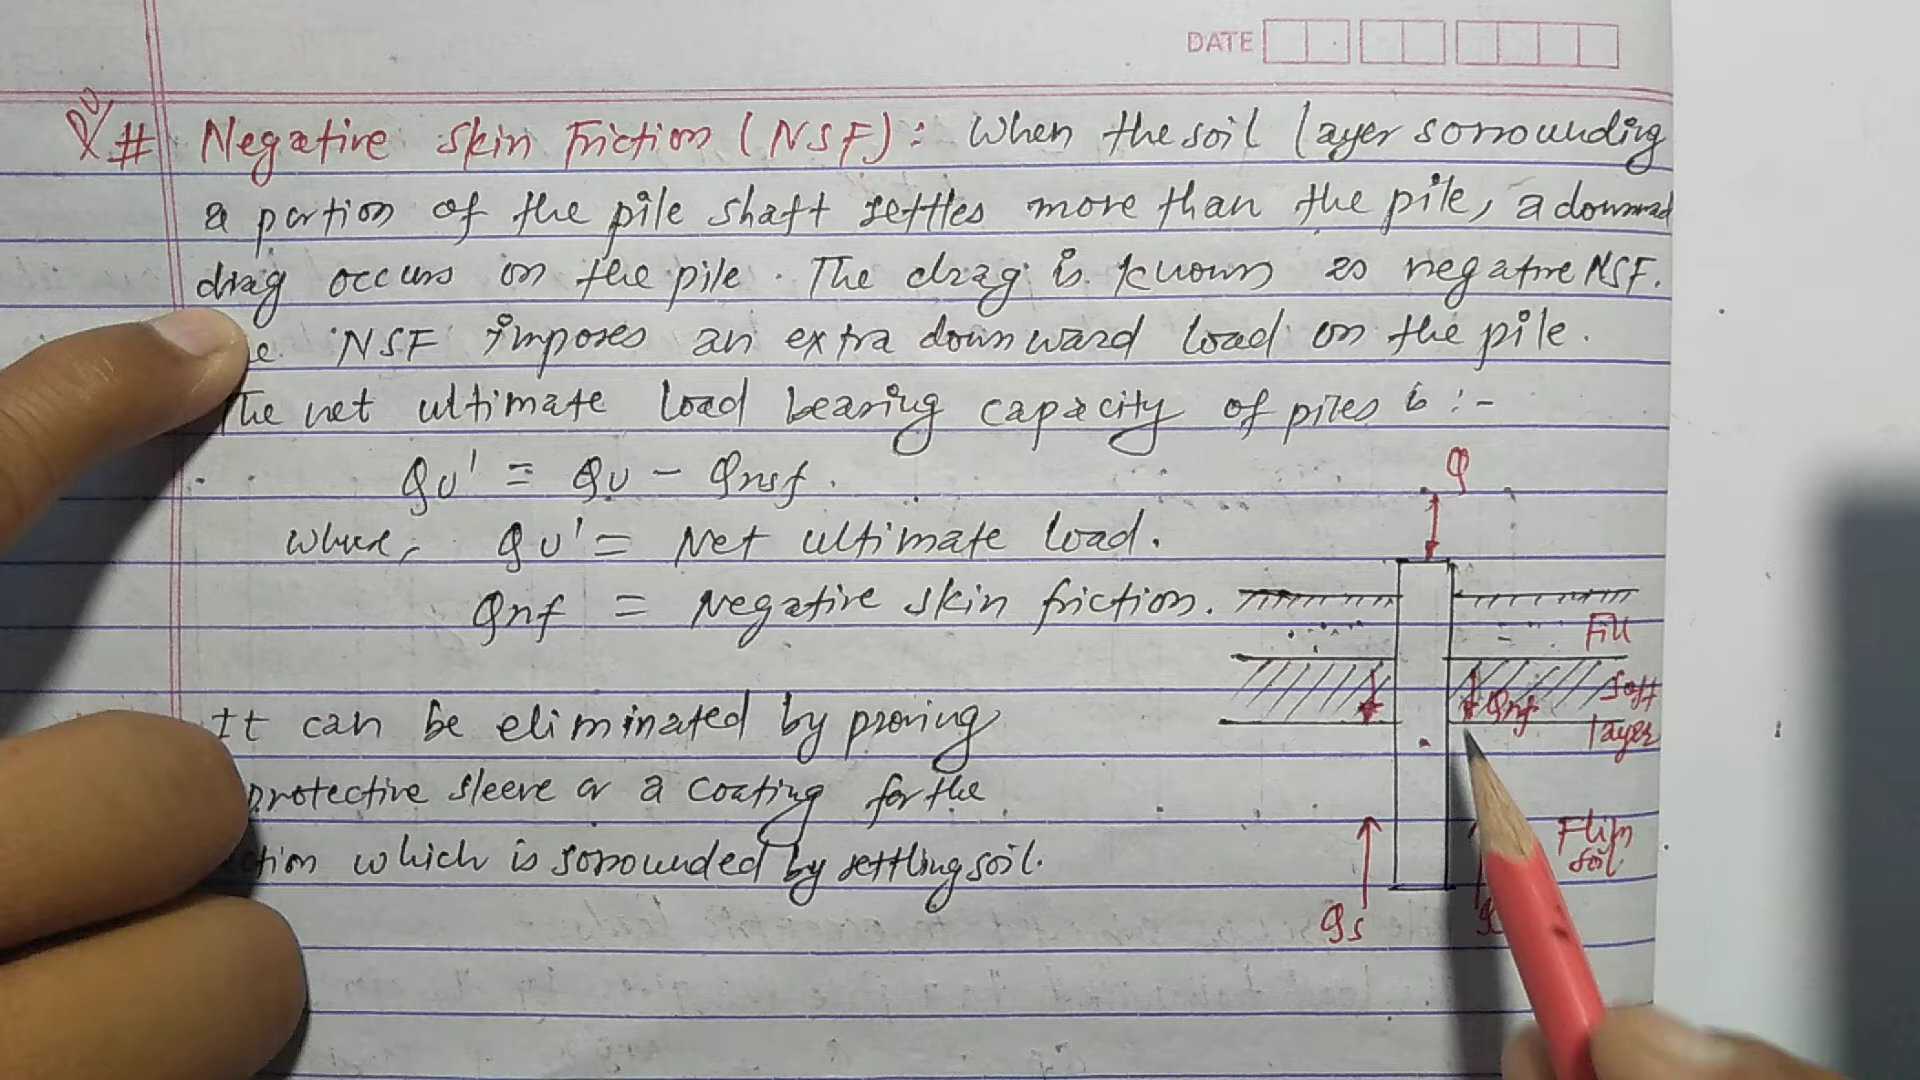 DATE
# Negative skin friction (NSF): When the soil layer sorrounding
a portion of the pile shaft settles more than the pile, a downward
drag occurs on the pile. The drag is known as negative NSF.
NSF imposes an extra downward load on the pile.
The net ultimate load bearing capacity of piles is :-
Qu' = Qu - Qnsf.
where, Qu' = Net ultimate load.
Qnf = Negative skin friction.
It can be eliminated by proving
protective sleeve or a coating for the
which is sorrounded by settling soil.
Q
Fill
Soft
Qnf
layer
soil
Qs